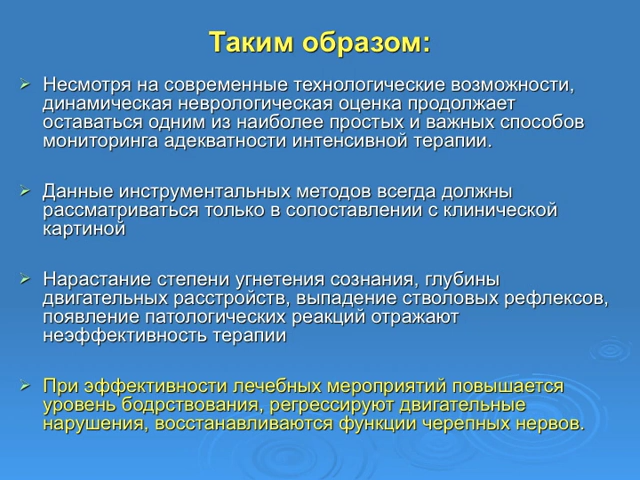 Таким образом:
Несмотря на современные технологические возможности,
динамическая неврологическая оценка продолжает
оставаться одним из наиболее простых и важных способов
мониторинга адекватности интенсивной терапии.
Данные инструментальных методов всегда должны
рассматриваться только в сопоставлении с клинической
картиной
Нарастание степени угнетения сознания, глубины
двигательных расстройств, выпадение стволовых рефлексов,
появление патологических реакций отражают
неэффективность терапии
При эффективности лечебных мероприятий повышается
уровень бодрствования, регрессируют двигательные
нарушения, восстанавливаются функции черепных нервов.